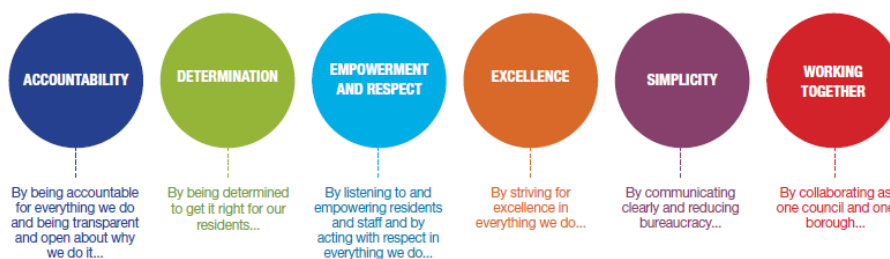 ACCOUNTABILITY
DETERMINATION
EMPOWERMENT
AND RESPECT
EXCELLENCE
SIMPLICITY
WORKING
TOGETHER
By being accountable
for everything we do
and being transparent
and open about why
we do it...
By being determined
to get it right for our
residents...
By listening to and
empowering residents
and staff and by
acting with respect in
everything we do...
By striving for
excellence in
everything we do...
By communicating
clearly and reducing
bureaucracy...
By collaborating as
one council and one
borough...